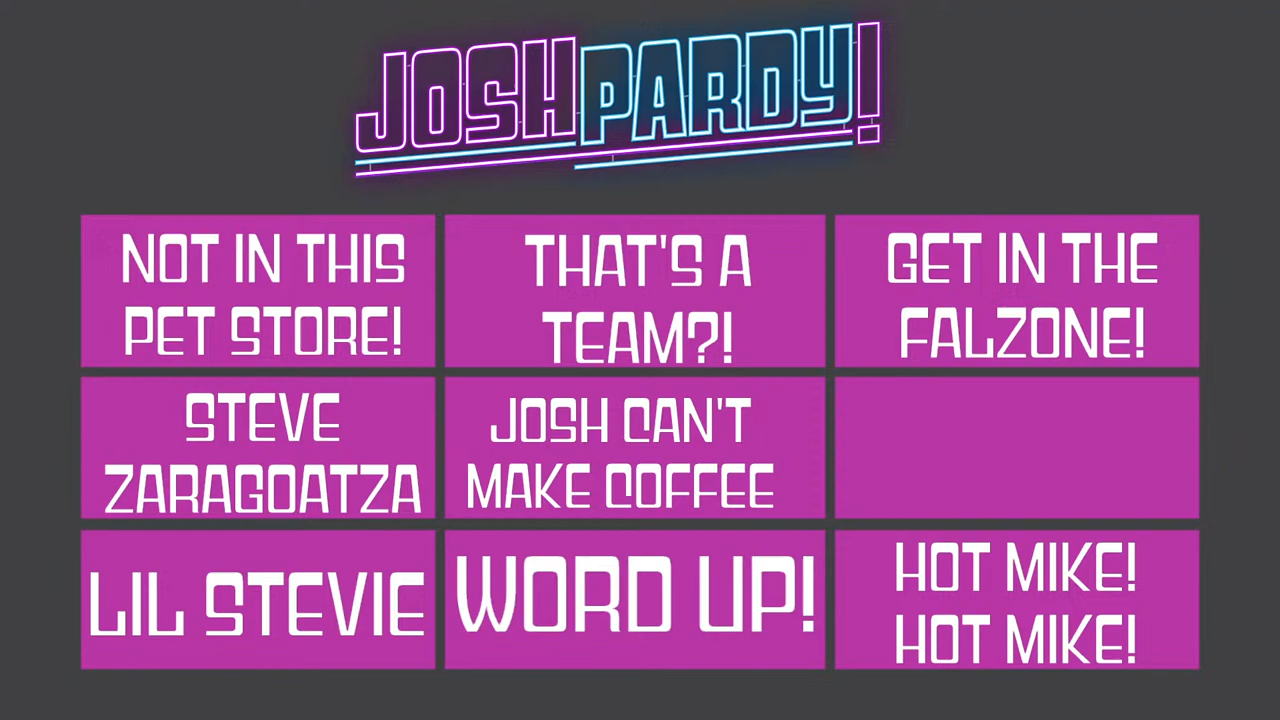 JOSHPARDY!
NOT IN THIS
PET STORE!
THAT'S A
TEAM?!
GET IN THE
FALZONE!
STEVE
ZARAGOATZA
JOSH CAN'T
MAKE COFFEE
LIL STEVIE
WORD UP!
HOT MIKE!
HOT MIKE!